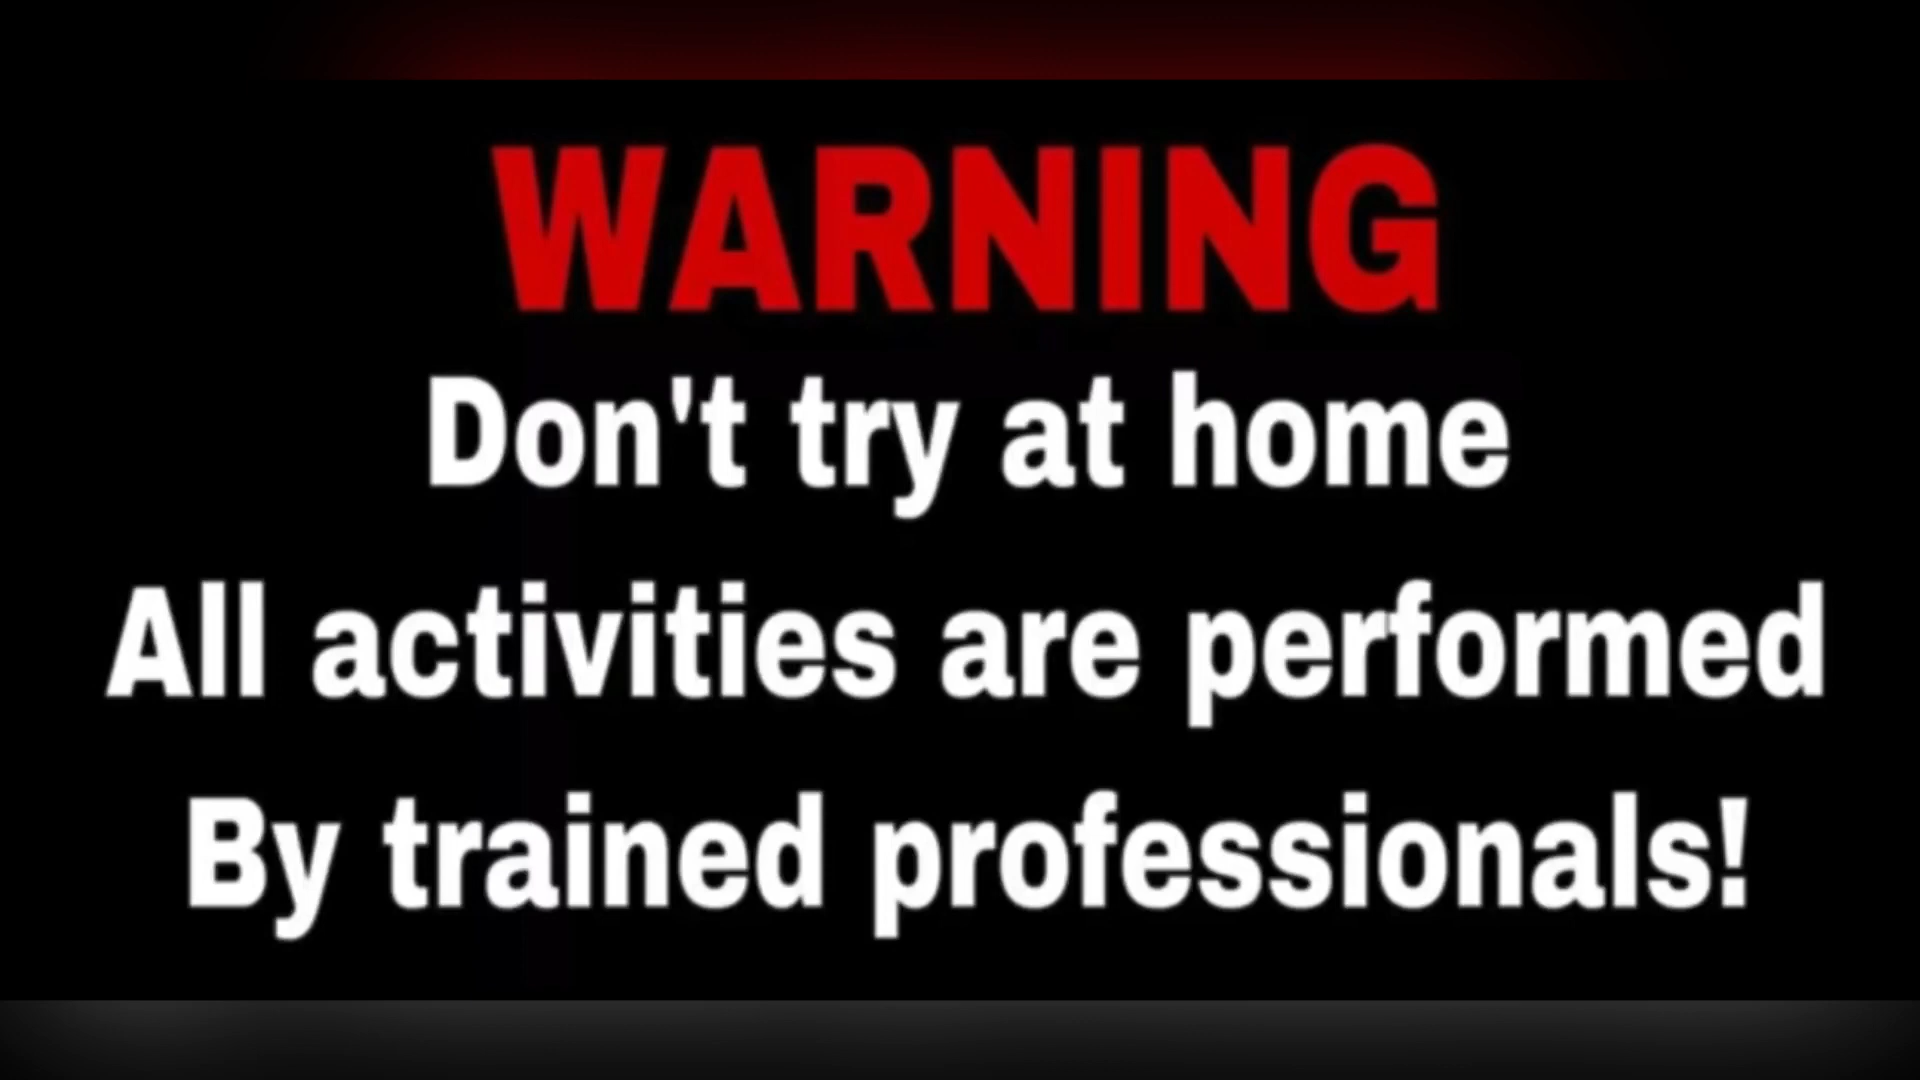 WARNING
Don't try at home
All activities are performed
By trained professionals!